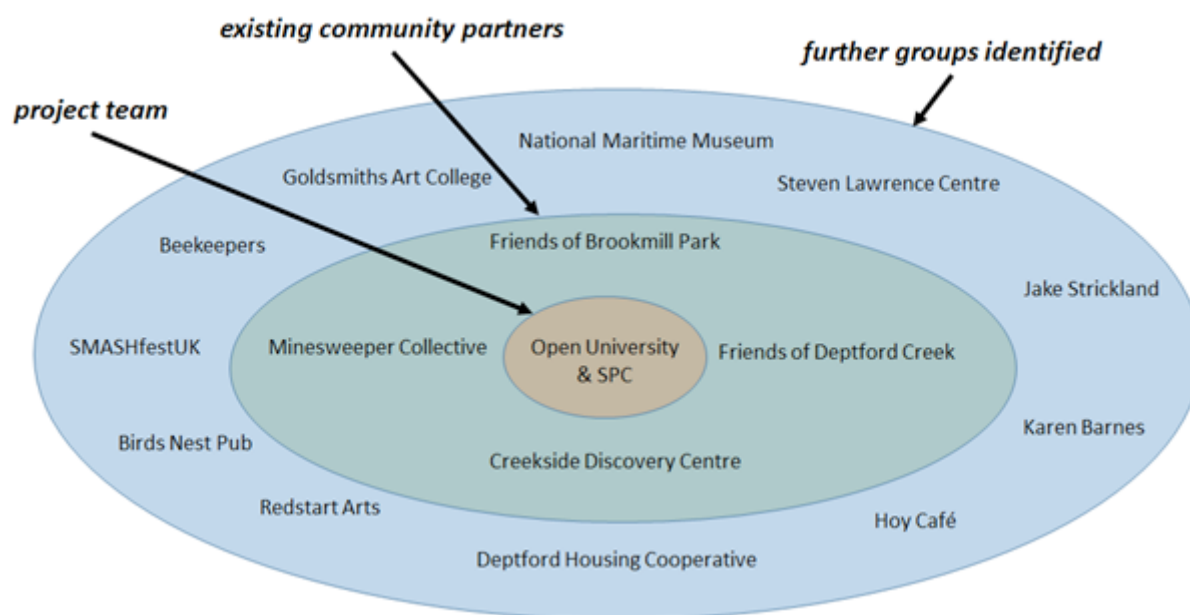 existing community partners
further groups identified
project team
National Maritime Museum
Goldsmiths Art College
Steven Lawrence Centre
Beekeepers
Friends of Brookmill Park
Jake Strickland
SMASHfestUK
Minesweeper Collective
Open University
& SPC
Friends of Deptford Creek
Birds Nest Pub
Karen Barnes
Creekside Discovery Centre
Redstart Arts
Hoy Café
Deptford Housing Cooperative